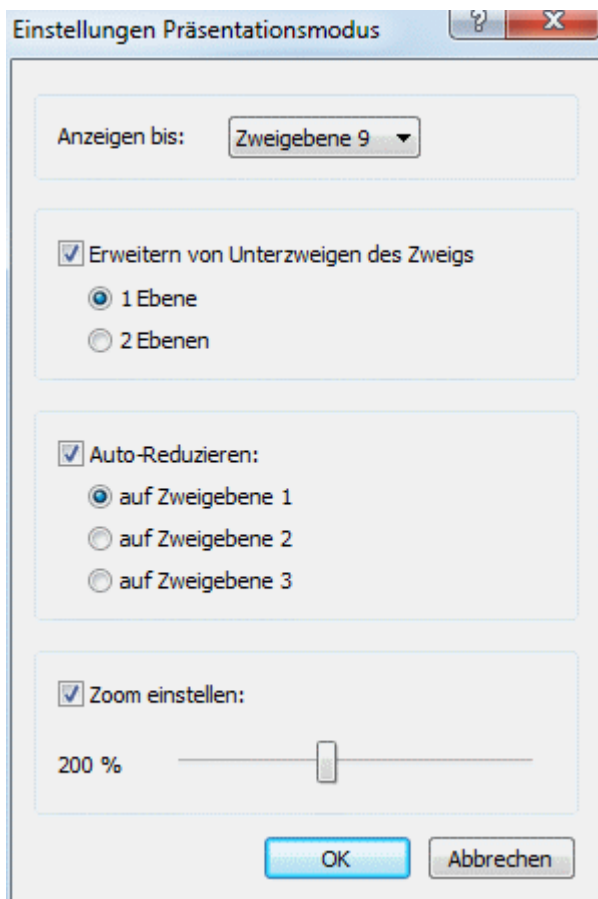 Einstellungen Präsentationsmodus
Anzeigen bis: Zweigebene 9
Erweitern von Unterzweigen des Zweigs
1 Ebene
2 Ebenen
Auto-Reduzieren:
auf Zweigebene 1
auf Zweigebene 2
auf Zweigebene 3
Zoom einstellen:
200 %
OK Abbrechen